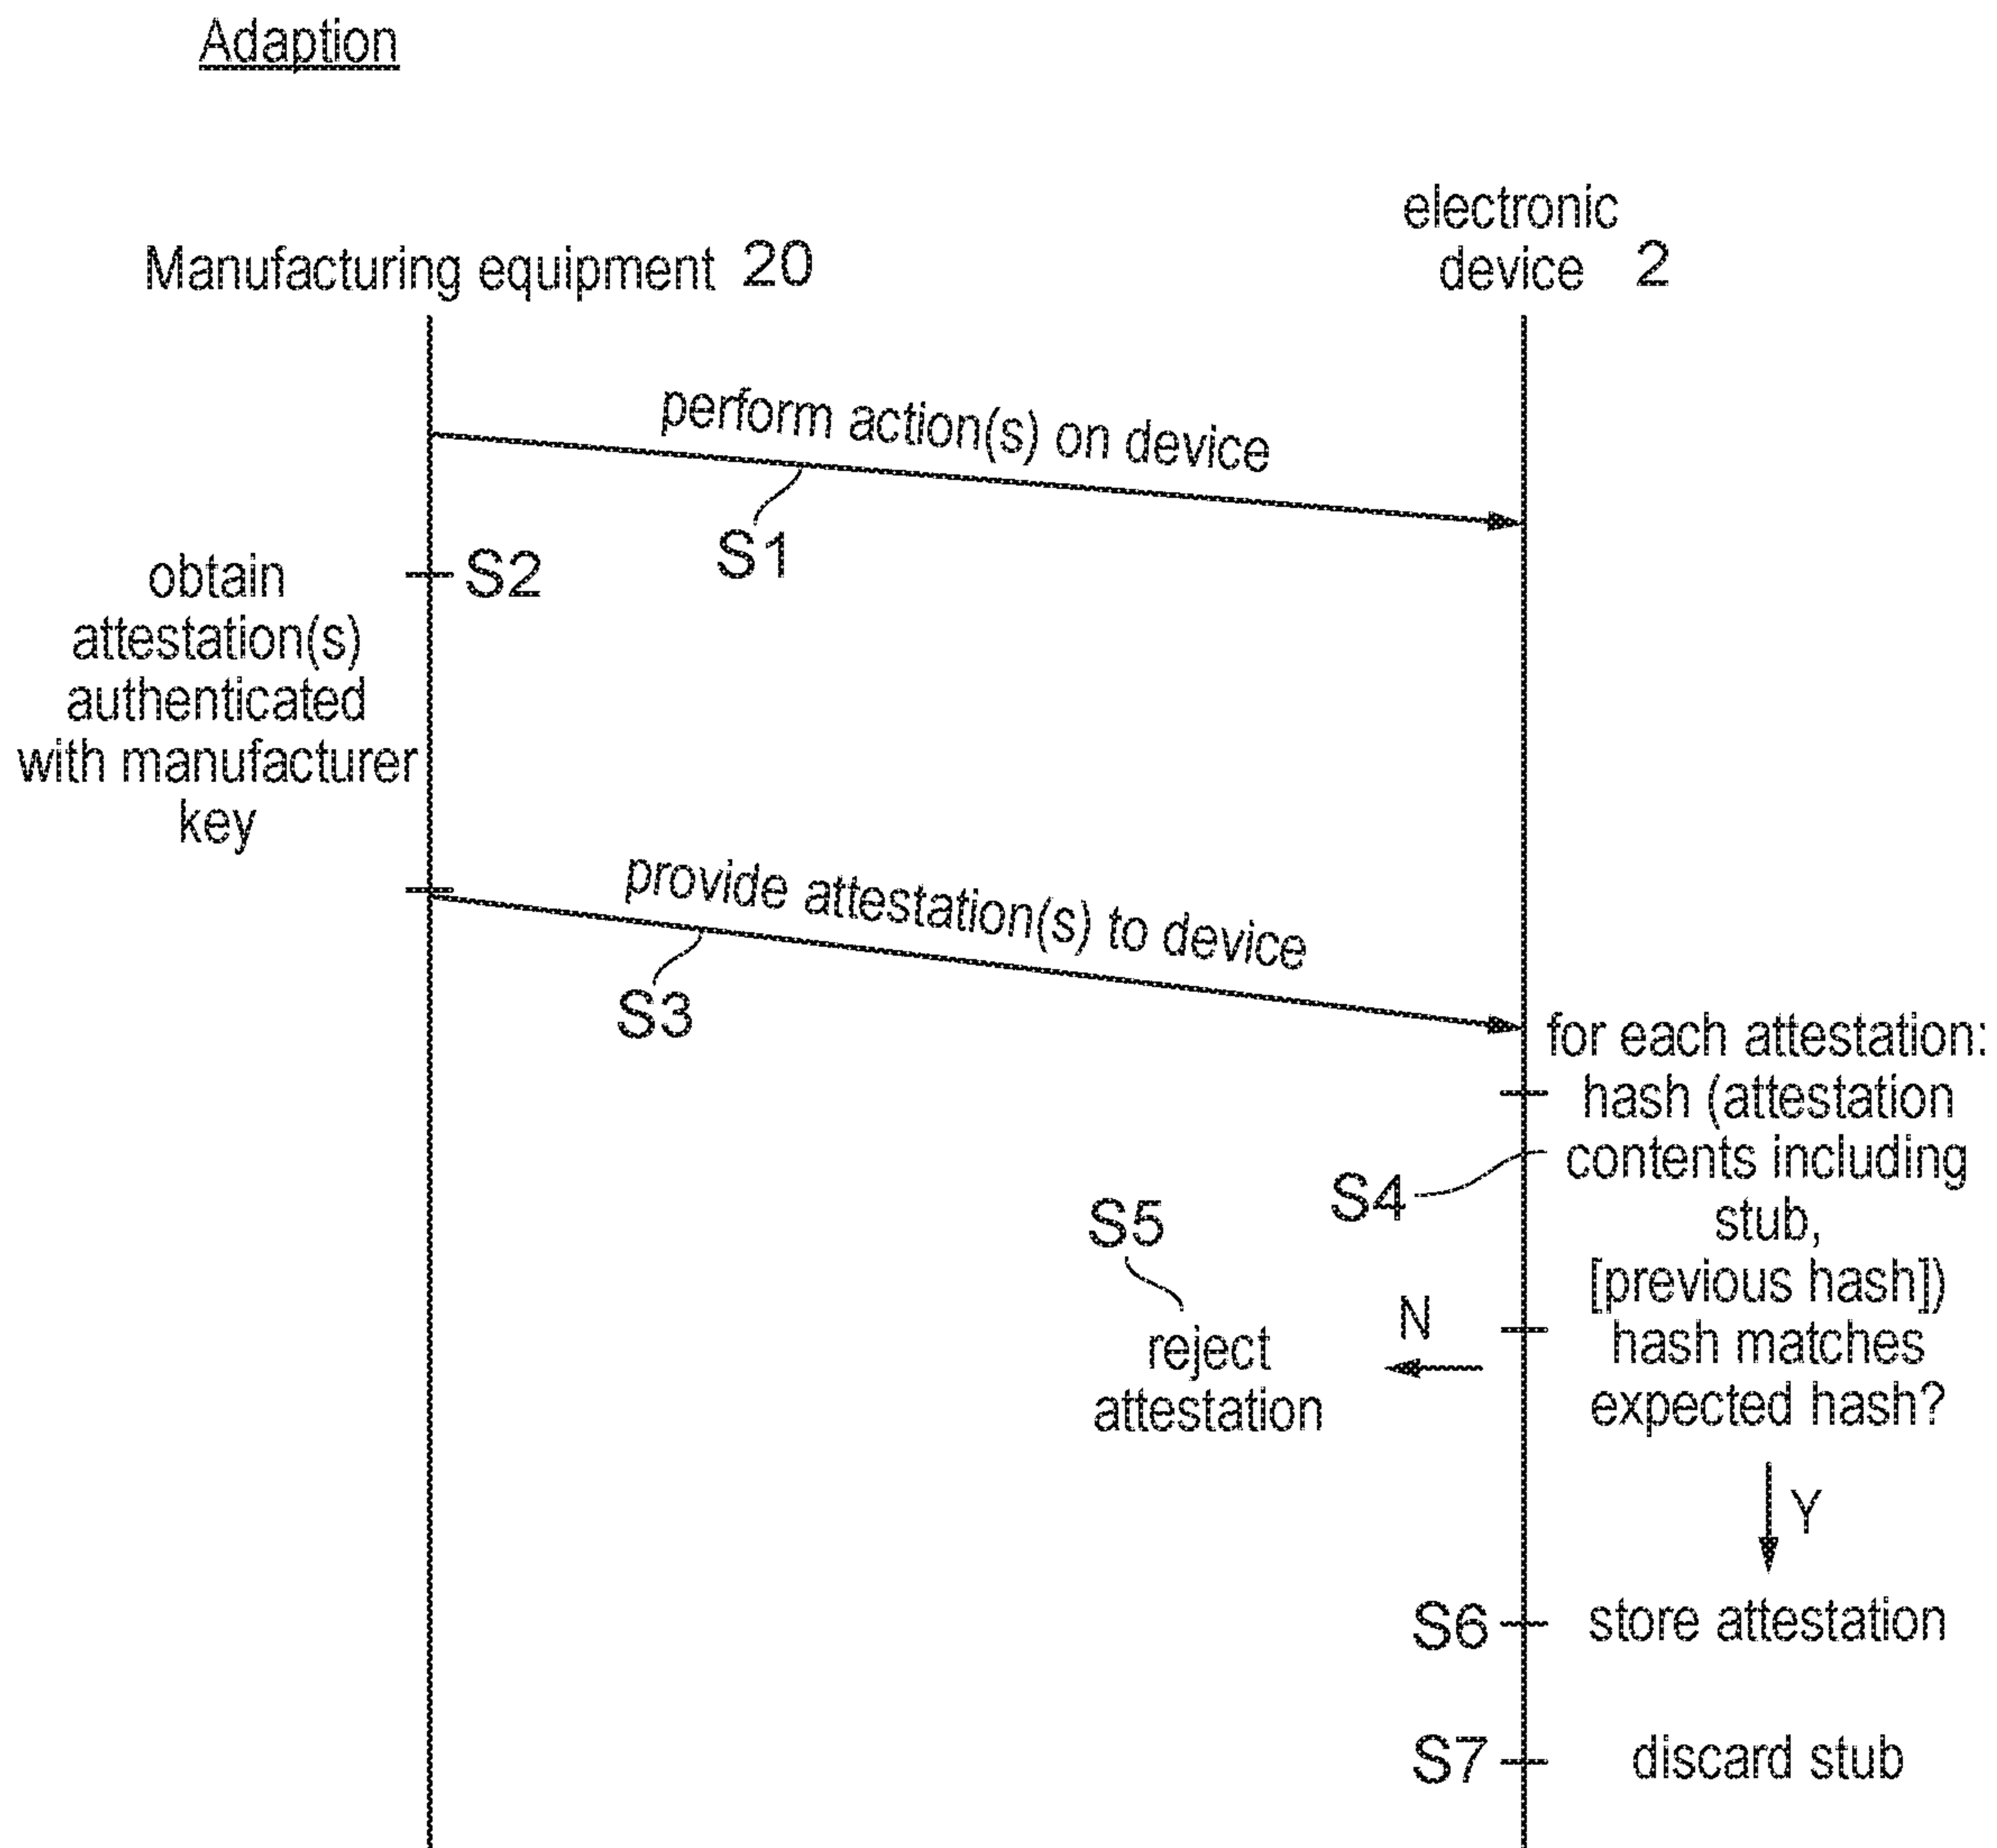 Adaption
Manufacturing equipment 20
electronic
device 2
perform action(s) on device
S1
S2
obtain
attestation(s)
authenticated
with manufacturer
key
provide attestation(s) to device
S3
for each attestation:
hash (attestation
contents including
stub,
[previous hash])
hash matches
expected hash?
S4
S5
N
reject
attestation
Y
S6 store attestation
S7 discard stub